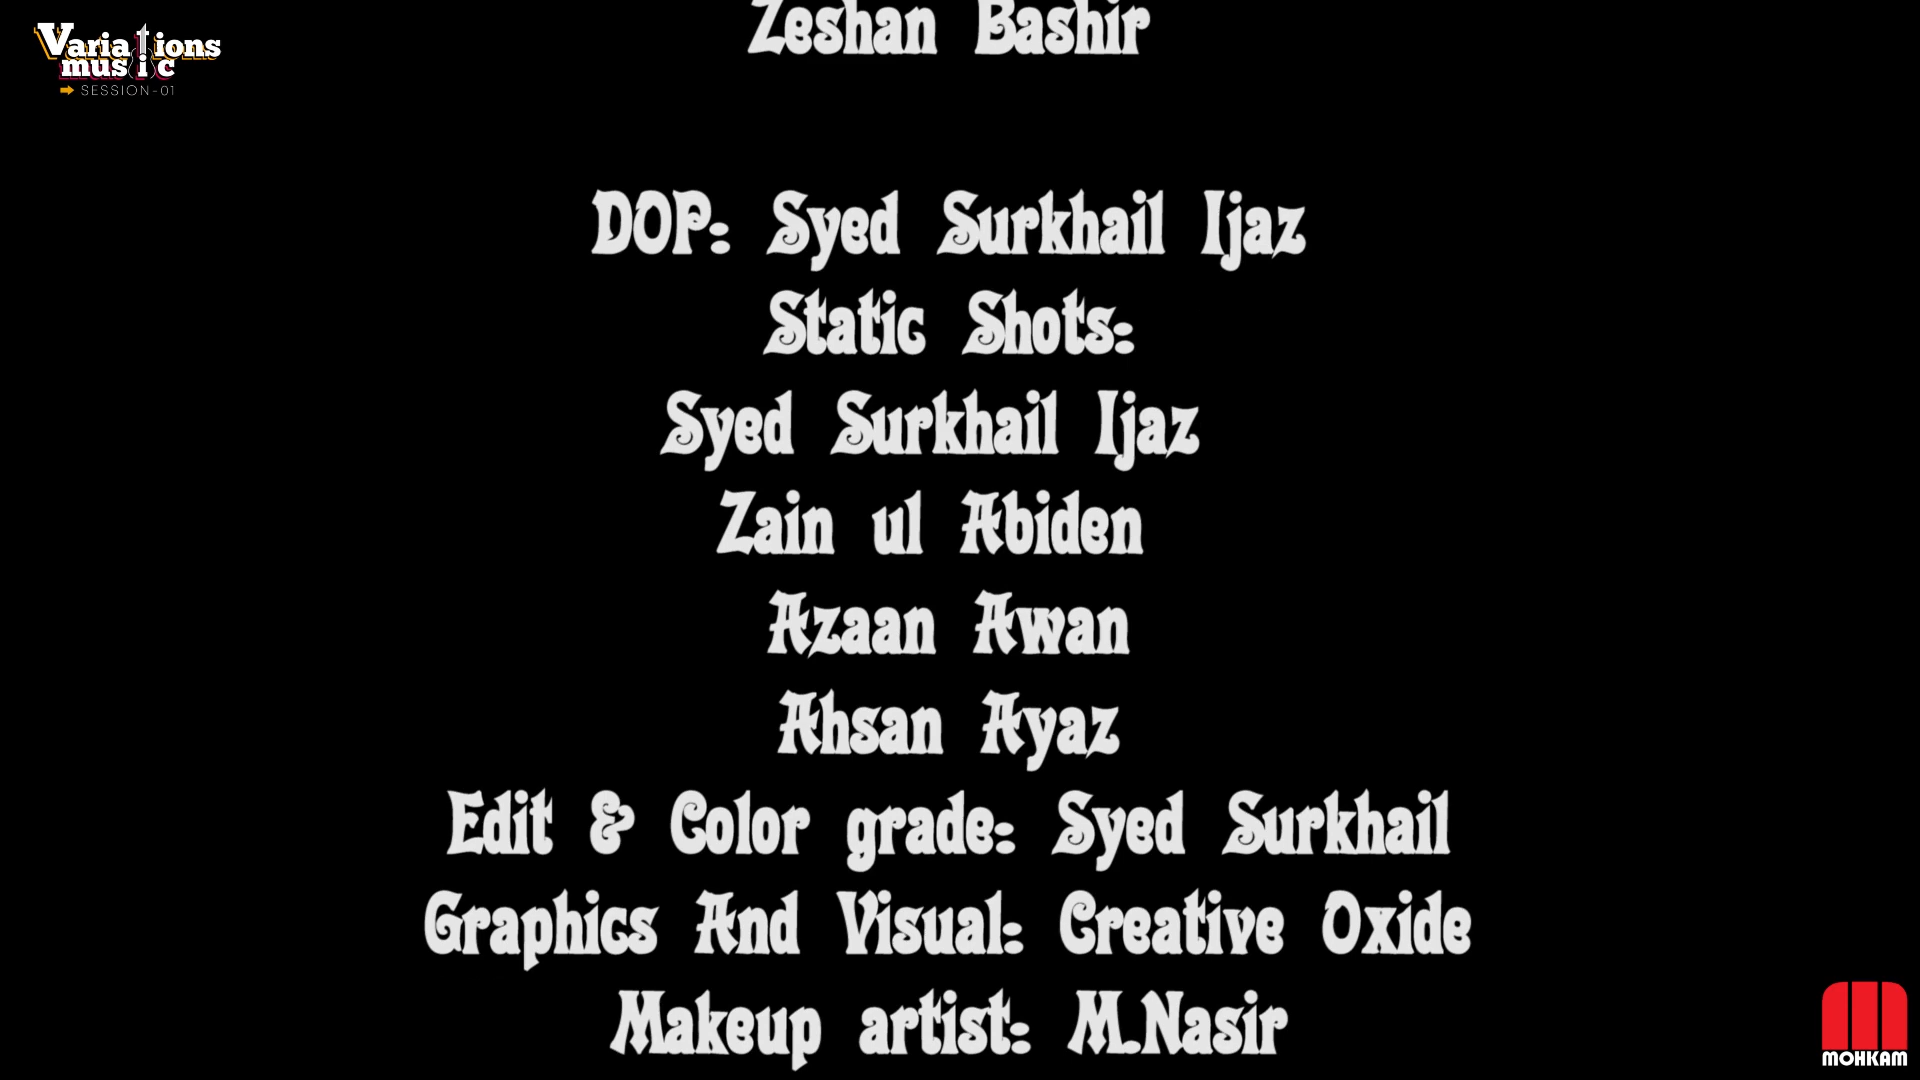 Variations
music
SESSION-01
Zeshan Bashir
DOP: Syed Surkhail Ijaz
Static Shots:
Syed Surkhail Ijaz
Zain ul Abiden
Azaan Awan
Ahsan Ayaz
Edit & Color grade: Syed Surkhail
Graphics And Visual: Creative Oxide
Makeup artist: M.Nasir
MOHKAM